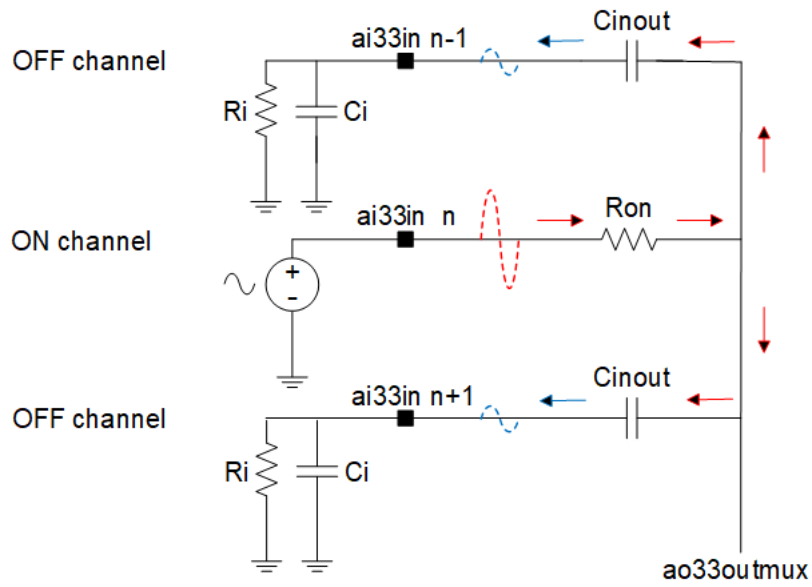 Cinout
OFF channel
ai33in n-1
Ri
Ci
ai33in n
Ron
ON channel
+
-
Cinout
ai33in n+1
OFF channel
Ri
Ci
ao33outmux